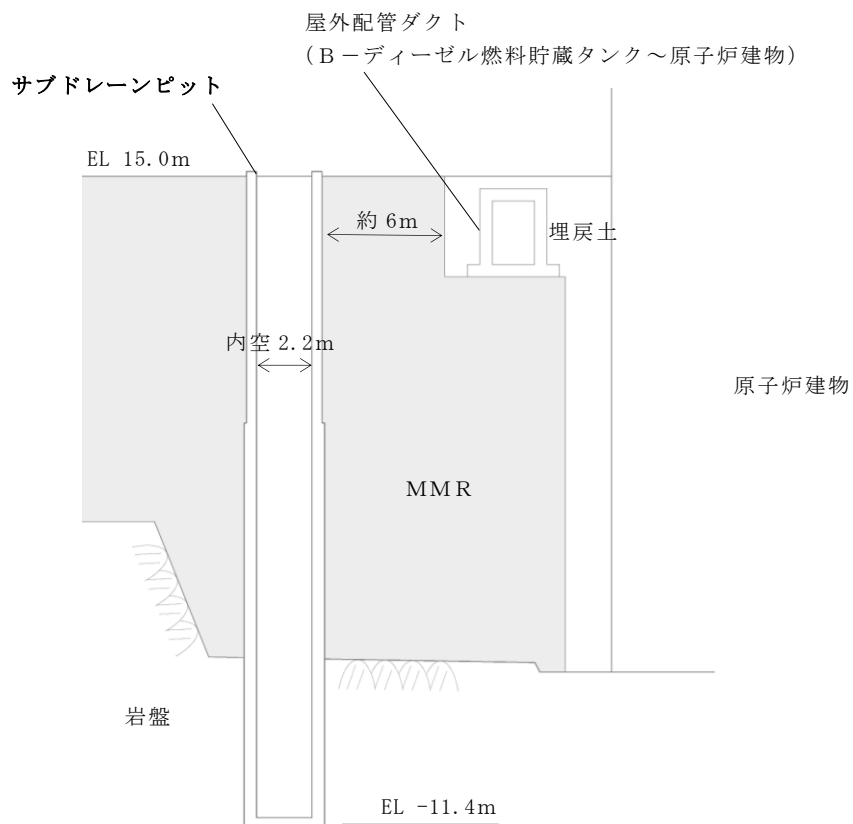 屋外配管ダクト
(B－ディーゼル燃料貯蔵タンク～原子炉建物)
サブドレーンピット
EL 15.0m
約 6m
埋戻土
内空 2.2m
原子炉建物
ＭＭＲ
岩盤
EL -11.4m